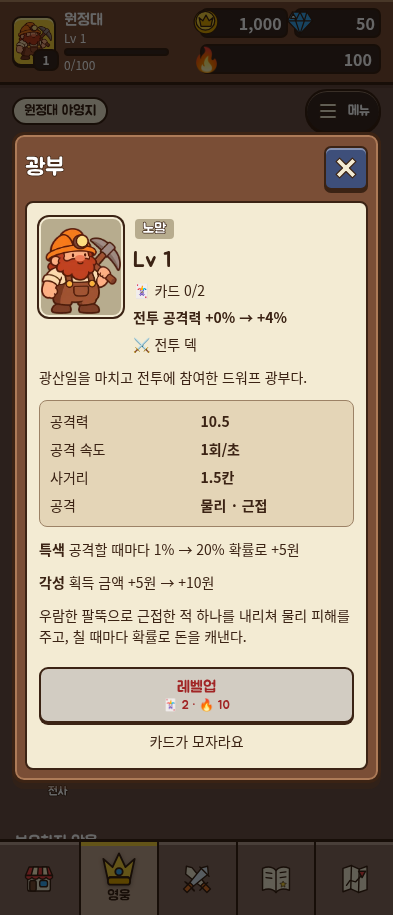 원정대
Lv 1
1
0/100
1,000
50
100
원정대 야영지
메뉴
광부
노말
Lv 1
카드 0/2
전투 공격력 +0% → +4%
전투 덱
광산일을 마치고 전투에 참여한 드워프 광부다.
공격력 10.5
공격 속도 1회/초
사거리 1.5칸
공격 물리 · 근접
특색 공격할 때마다 1% → 20% 확률로 +5원
각성 획득 금액 +5원 → +10원
우람한 팔뚝으로 근접한 적 하나를 내리쳐 물리 피해를
주고, 칠 때마다 확률로 돈을 캐낸다.
레벨업
2 · 10
카드가 모자라요
전사
영웅